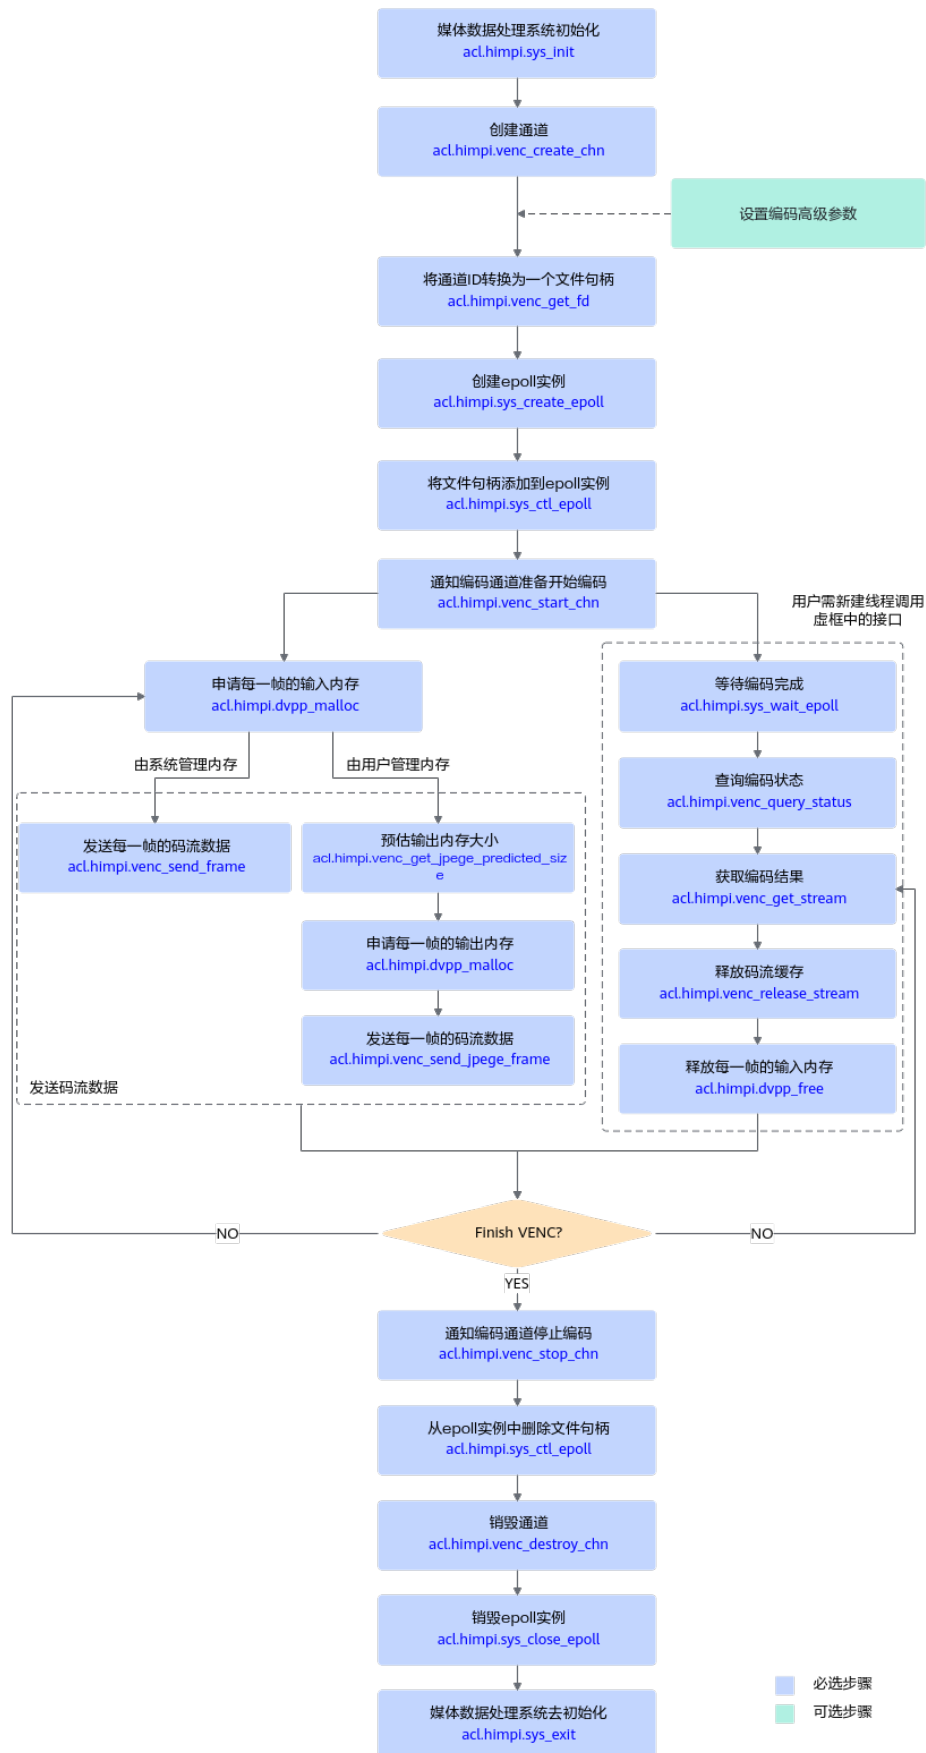 媒体数据处理系统初始化
acl.himpi.sys_init
创建通道
acl.himpi.venc_create_chn
设置编码高级参数
将通道ID转换为一个文件句柄
acl.himpi.venc_get_fd
创建epoll实例
acl.himpi.sys_create_epoll
将文件句柄添加到epoll实例
acl.himpi.sys_ctl_epoll
通知编码通道准备开始编码
acl.himpi.venc_start_chn
用户需新建线程调用
虚框中的接口
申请每一帧的输入内存
acl.himpi.dvpp_malloc
由系统管理内存
由用户管理内存
发送每一帧的码流数据
acl.himpi.venc_send_frame
预估输出内存大小
acl.himpi.venc_get_jpege_predicted_siz
e
申请每一帧的输出内存
acl.himpi.dvpp_malloc
发送每一帧的码流数据
acl.himpi.venc_send_jpege_frame
发送码流数据
等待编码完成
acl.himpi.sys_wait_epoll
查询编码状态
acl.himpi.venc_query_status
获取编码结果
acl.himpi.venc_get_stream
释放码流缓存
acl.himpi.venc_release_stream
释放每一帧的输入内存
acl.himpi.dvpp_free
Finish VENC?
NO
NO
YES
通知编码通道停止编码
acl.himpi.venc_stop_chn
从epoll实例中删除文件句柄
acl.himpi.sys_ctl_epoll
销毁通道
acl.himpi.venc_destroy_chn
销毁epoll实例
acl.himpi.sys_close_epoll
媒体数据处理系统去初始化
acl.himpi.sys_exit
必选步骤
可选步骤